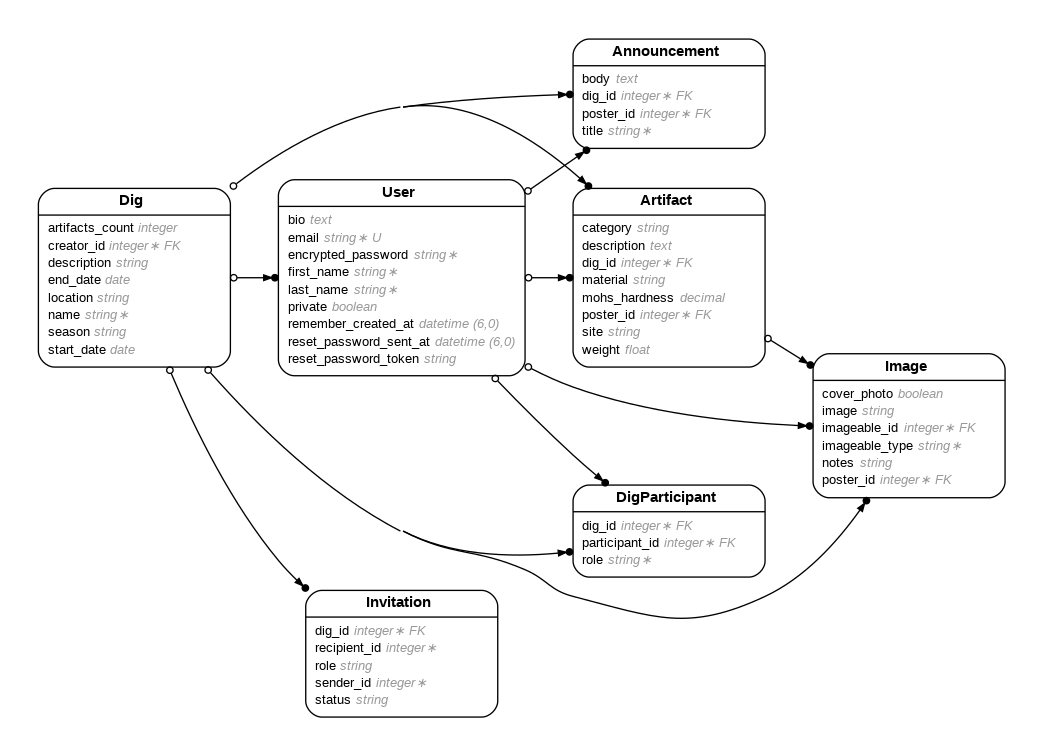 Announcement
body text
dig_id integer∗ FK
poster_id integer∗ FK
title string∗
Dig
artifacts_count integer
creator_id integer∗ FK
description string
end_date date
location string
name string∗
season string
start_date date
User
bio text
email string∗ U
encrypted_password string∗
first_name string∗
last_name string∗
private boolean
remember_created_at datetime (6,0)
reset_password_sent_at datetime (6,0)
reset_password_token string
Artifact
category string
description text
dig_id integer∗ FK
material string
mohs_hardness decimal
poster_id integer∗ FK
site string
weight float
Image
cover_photo boolean
image string
imageable_id integer∗ FK
imageable_type string∗
notes string
poster_id integer∗ FK
DigParticipant
dig_id integer∗ FK
participant_id integer∗ FK
role string∗
Invitation
dig_id integer∗ FK
recipient_id integer∗
role string
sender_id integer∗
status string